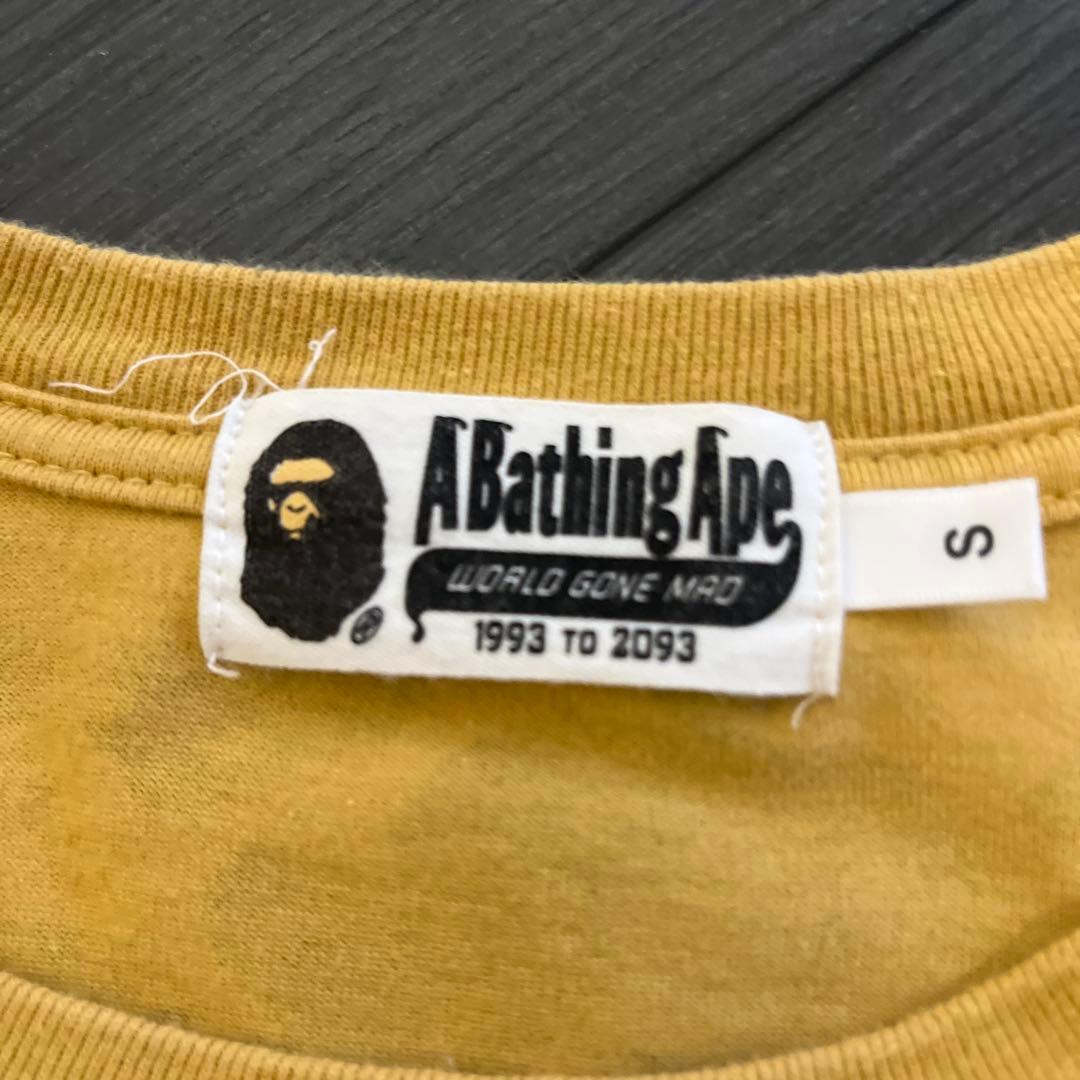 A Bathing Ape
WORLD GONE MAD
1993 TO 2093
S